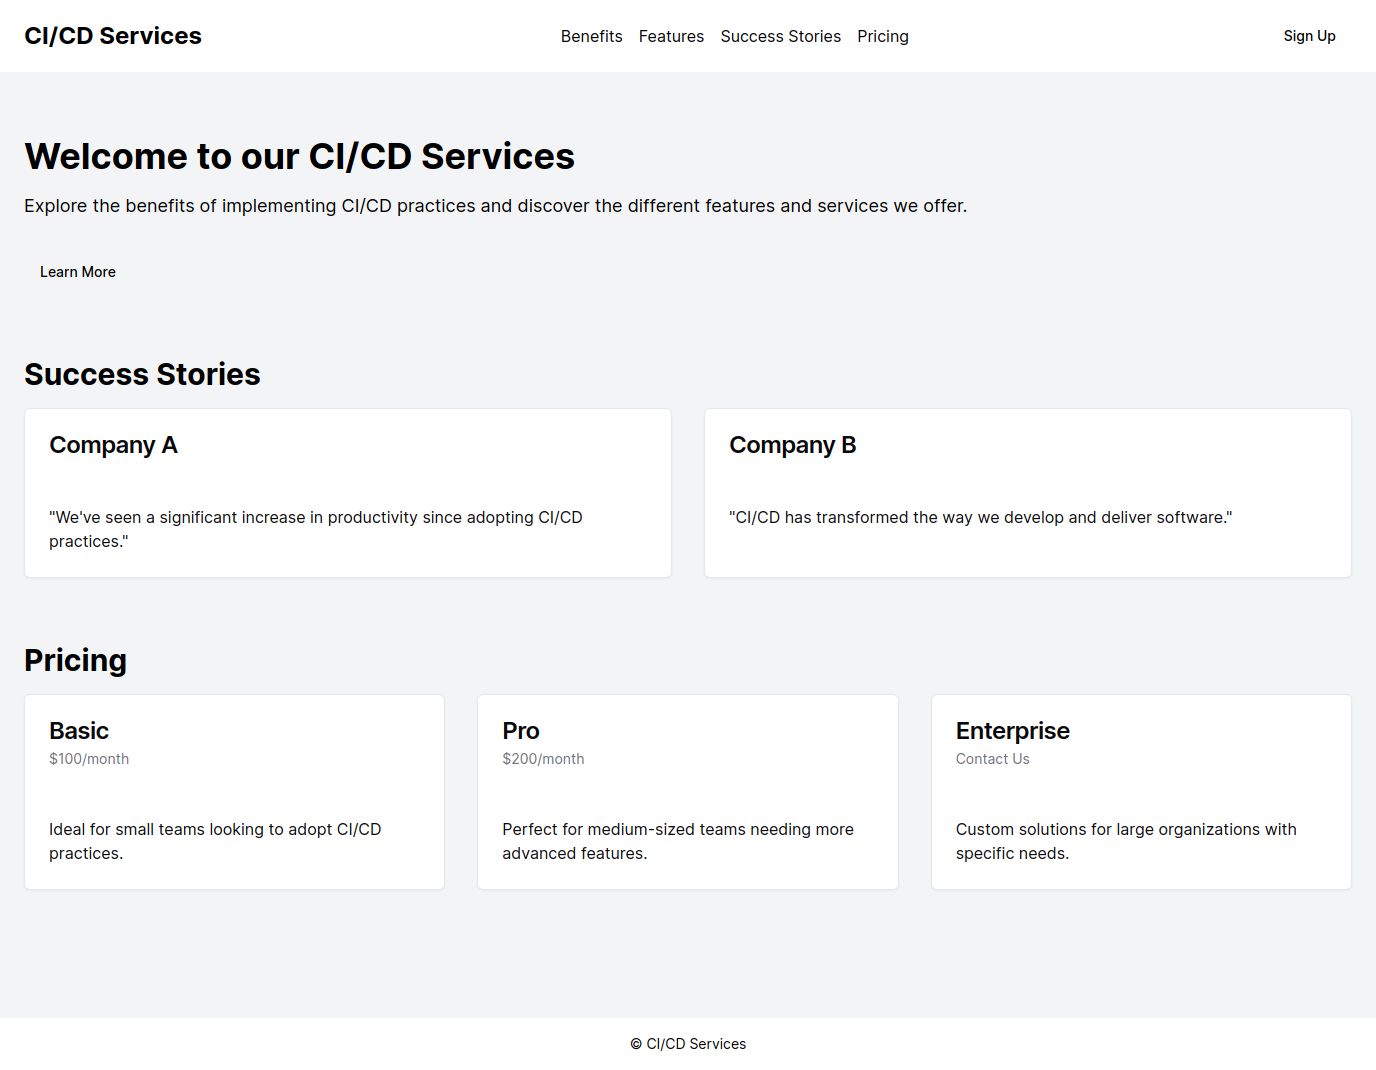 CI/CD Services
Benefits Features Success Stories Pricing
Sign Up
Welcome to our CI/CD Services
Explore the benefits of implementing CI/CD practices and discover the different features and services we offer.
Learn More
Success Stories
Company A
"We've seen a significant increase in productivity since adopting CI/CD
practices."
Company B
"CI/CD has transformed the way we develop and deliver software."
Pricing
Basic
$100/month
Ideal for small teams looking to adopt CI/CD
practices.
Pro
$200/month
Perfect for medium-sized teams needing more
advanced features.
Enterprise
Contact Us
Custom solutions for large organizations with
specific needs.
© CI/CD Services